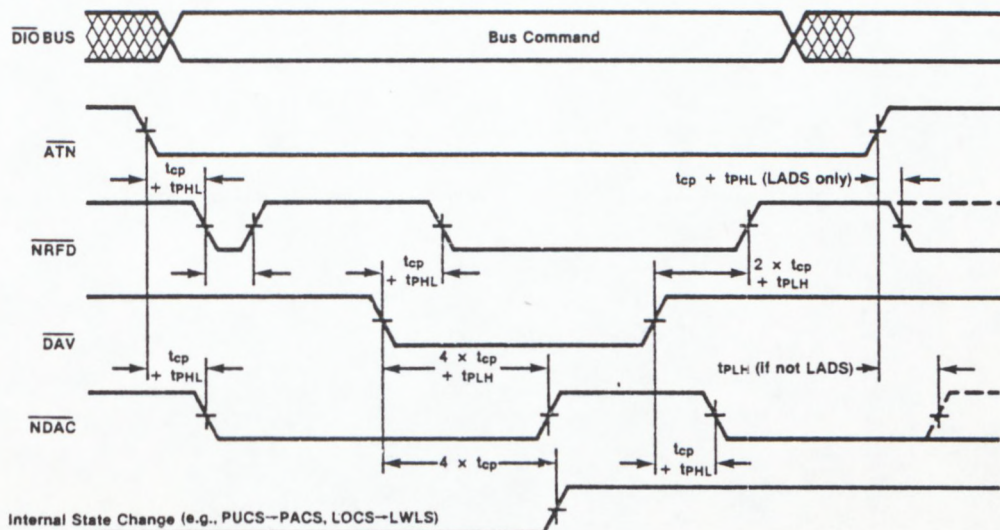 DIO BUS
Bus Command
ATN
tcp
+ tPHL
tcp + tPHL (LADS only)
NRFD
tcp
+ tPHL
2 × tcp
+ tPLH
DAV
tcp
+ tPHL
4 × tcp
+ tPLH
tPLH (if not LADS)
NDAC
4 × tcp
tcp
+ tPHL
Internal State Change (e.g., PUCS→PACS, LOCS→LWLS)